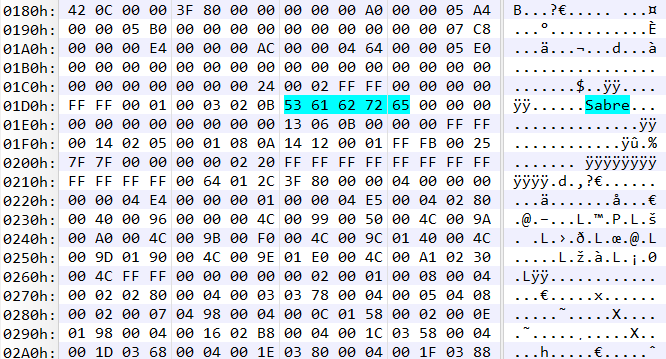 0180h: 42 0C 00 00 3F 80 00 00 00 00 A0 00 00 05 A4 B...?€..... ...¤
0190h: 00 00 05 B0 00 00 00 00 00 00 00 00 00 07 C8 ...°..........È
01A0h: 00 00 00 E4 00 00 00 AC 00 00 04 64 00 00 05 E0 ...ä...¬...d...à
01B0h: 00 00 00 00 00 00 00 00 00 00 00 00 00 00 00 00 ................
01C0h: 00 00 00 00 00 00 00 24 00 02 FF FF 00 00 00 00 .......$..ÿÿ....
01D0h: FF FF 00 01 00 03 02 0B 53 61 62 72 65 00 00 00 ÿÿ......Sabre...
01E0h: 00 00 00 00 00 00 00 00 13 06 0B 00 00 00 FF FF ..............ÿÿ
01F0h: 00 14 02 05 00 01 08 0A 14 12 00 01 FF FB 00 25 ............ÿû.%
0200h: 7F 7F 00 00 00 00 02 20 FF FF FF FF FF FF FF FF ....... ÿÿÿÿÿÿÿÿ
0210h: FF FF FF FF 00 64 01 2C 3F 80 00 00 04 00 00 00 ÿÿÿÿ.d.,?€......
0220h: 00 00 04 E4 00 00 00 01 00 00 04 E5 00 04 02 80 ...ä.......å...€
0230h: 00 40 00 96 00 00 00 4C 00 99 00 50 00 4C 00 9A .@.–...L.™.P.L.š
0240h: 00 A0 00 4C 00 9B 00 F0 00 4C 00 9C 01 40 00 4C . .L.›.ð.L.œ.@.L
0250h: 00 9D 01 90 00 4C 00 9E 01 E0 00 4C 00 A1 02 30 .....L.ž.à.L.¡.0
0260h: 00 4C FF FF 00 00 00 00 00 02 00 01 00 08 00 04 .Lÿÿ............
0270h: 00 02 02 80 00 04 00 03 03 78 00 04 00 05 04 08 ...€.....x......
0280h: 00 02 00 07 04 98 00 04 00 0C 01 58 00 02 00 0E .....˜.....X....
0290h: 01 98 00 04 00 16 02 B8 00 04 00 1C 03 58 00 04 .˜.....¸.....X..
02A0h: 00 1D 03 68 00 04 00 1E 03 80 00 04 00 1F 03 88 ...h.....€.....ˆ